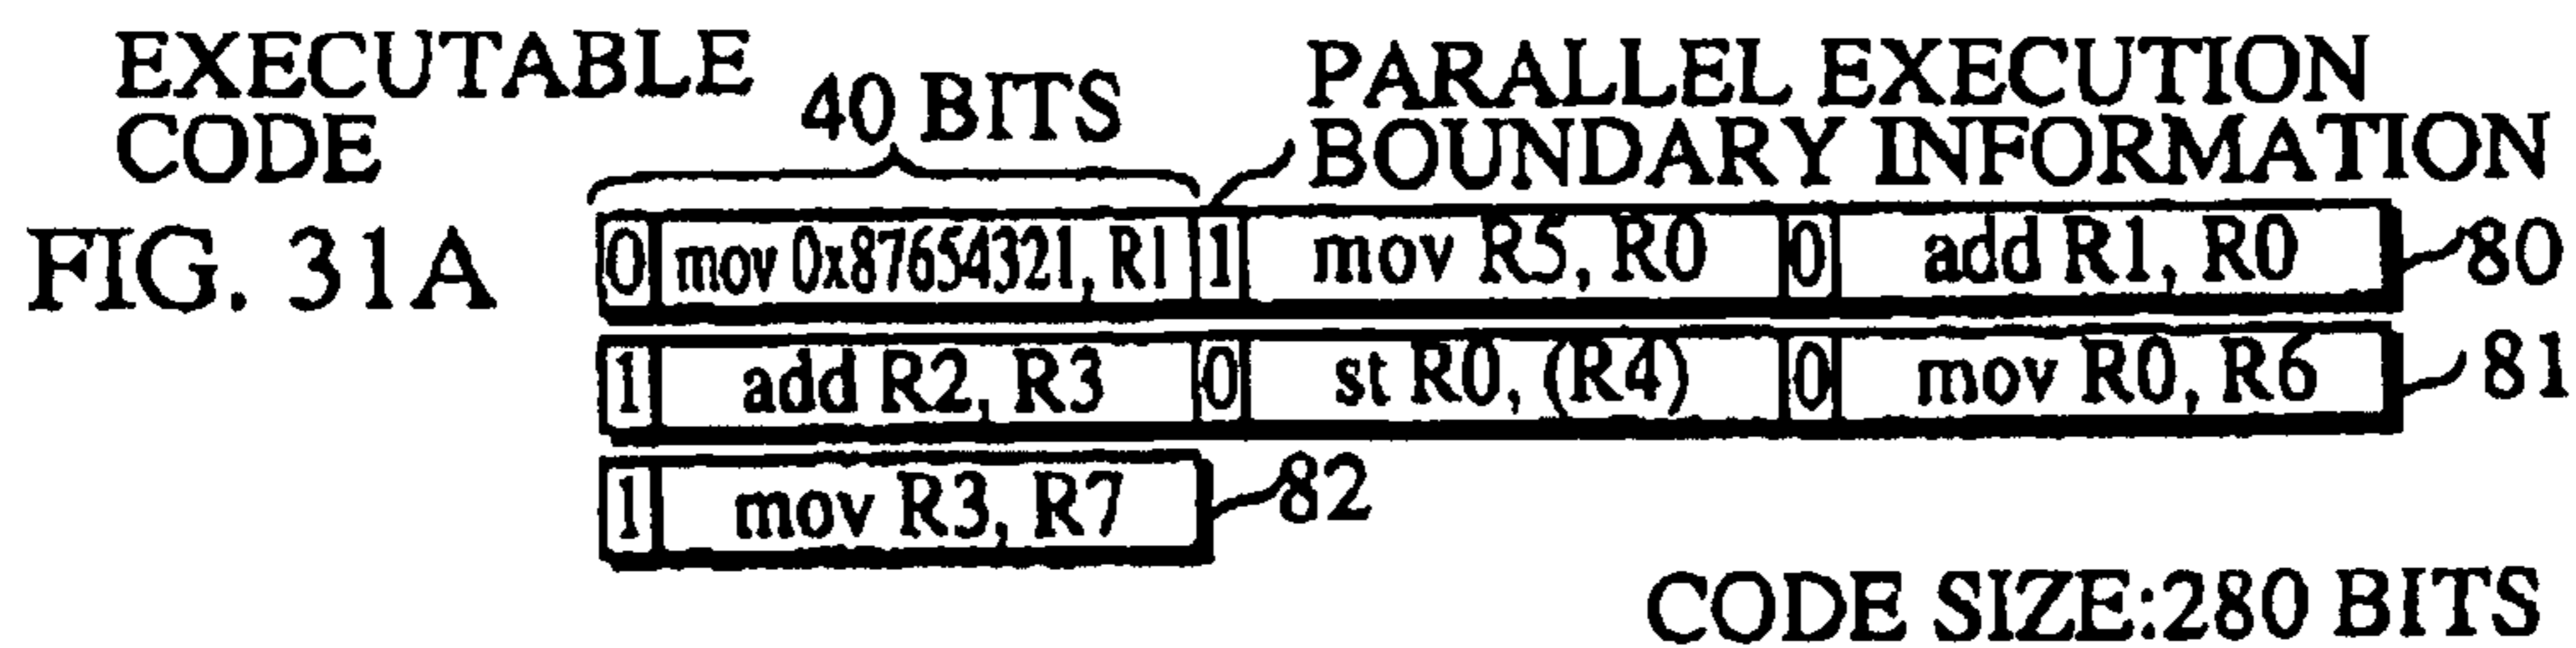 EXECUTABLE
CODE
40 BITS
PARALLEL EXECUTION
BOUNDARY INFORMATION
FIG. 31A
0 mov 0x87654321, R1 1 mov R5, R0 0 add R1, R0 80
1 add R2, R3 0 st R0, (R4) 0 mov R0, R6 81
1 mov R3, R7 82
CODE SIZE:280 BITS